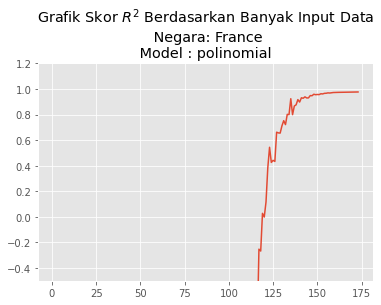 Grafik Skor R² Berdasarkan Banyak Input Data
Negara: France
Model : polinomial
1.2
1.0
0.8
0.6
0.4
0.2
0.0
−0.2
−0.4
0 25 50 75 100 125 150 175